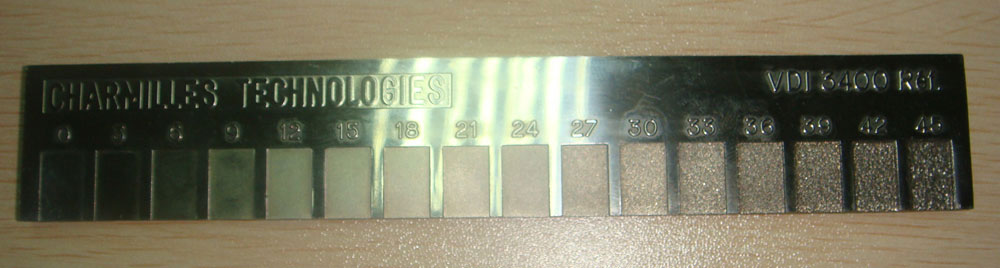 CHARMILLES TECHNOLOGIES
VDI 3400 Ref.
0 3 6 9 12 15 18 21 24 27 30 33 36 39 42 45